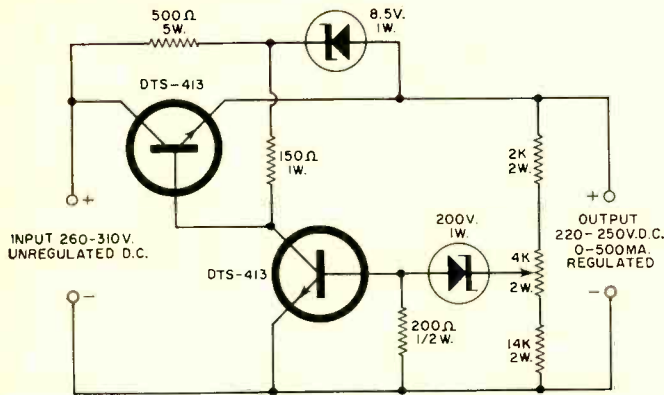 500Ω
5W.
8.5V.
1W.
DTS-413
150Ω
1W.
2K
2W.
+
INPUT 260-310V.
UNREGULATED D.C.
-
DTS-413
200V.
1W.
4K
2W.
+
OUTPUT
220-250V.D.C.
0-500MA.
REGULATED
-
200Ω
1/2W.
14K
2W.